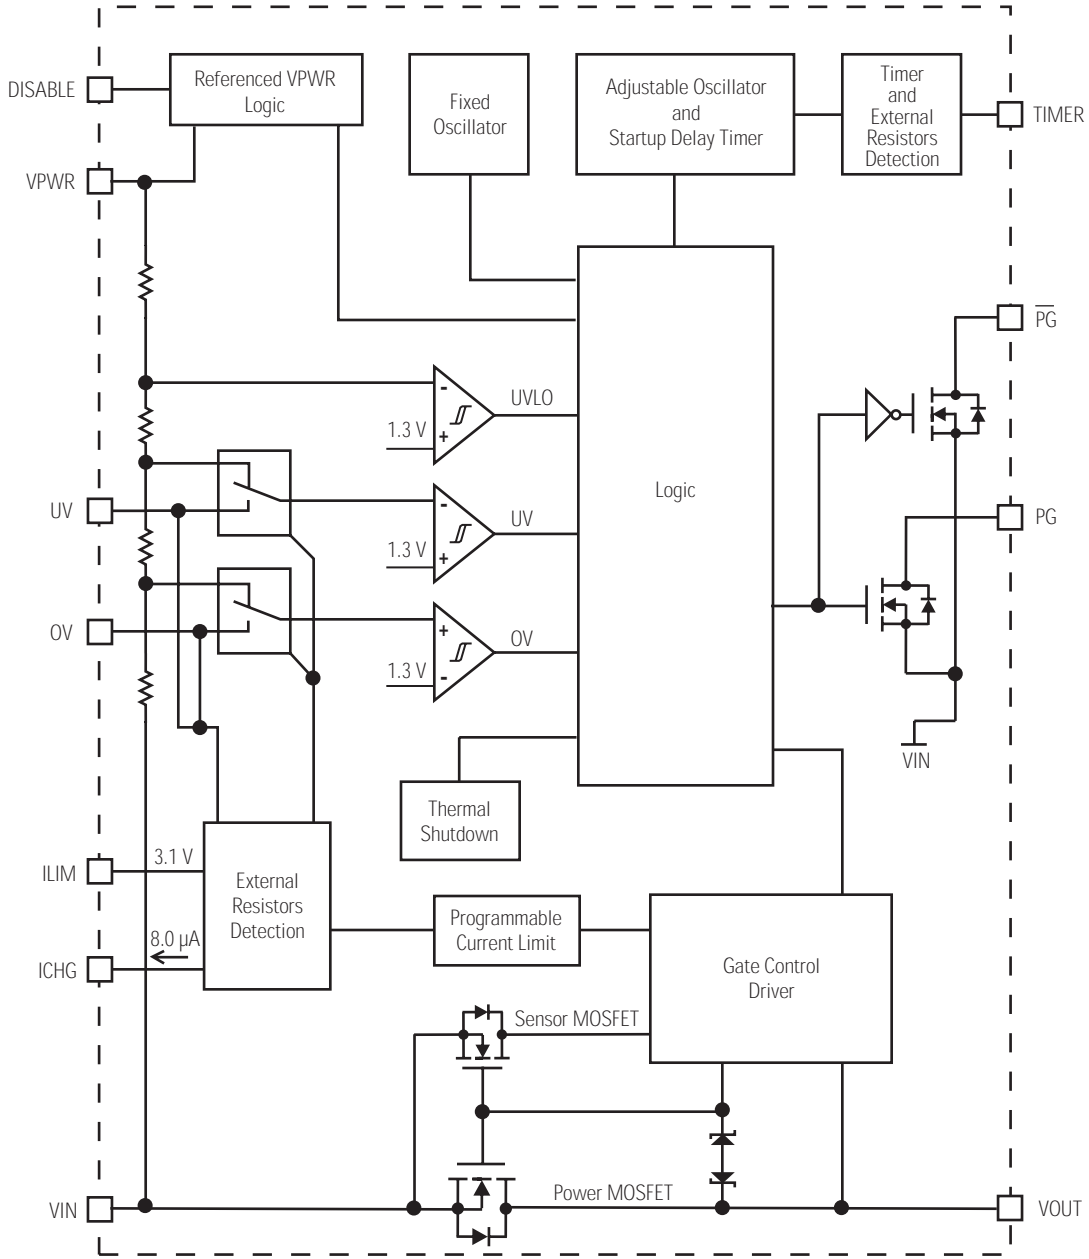 DISABLE
Referenced VPWR
Logic
Fixed
Oscillator
Adjustable Oscillator
and
Startup Delay Timer
Timer
and
External
Resistors
Detection
TIMER
VPWR
P̅G̅
-
UVLO
1.3 V
+
Logic
UV
-
UV
1.3 V
+
PG
OV
+
OV
1.3 V
-
VIN
Thermal
Shutdown
ILIM
3.1 V
External
Resistors
Detection
Programmable
Current Limit
8.0 µA
ICHG
Gate Control
Driver
Sensor MOSFET
Power MOSFET
VIN
VOUT